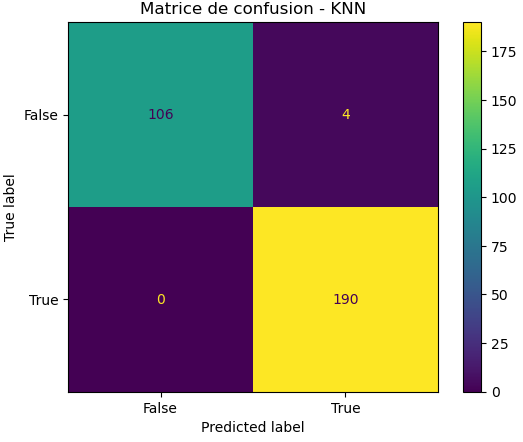 Matrice de confusion - KNN
True label
False
106
4
True
0
190
False
True
Predicted label
175
150
125
100
75
50
25
0